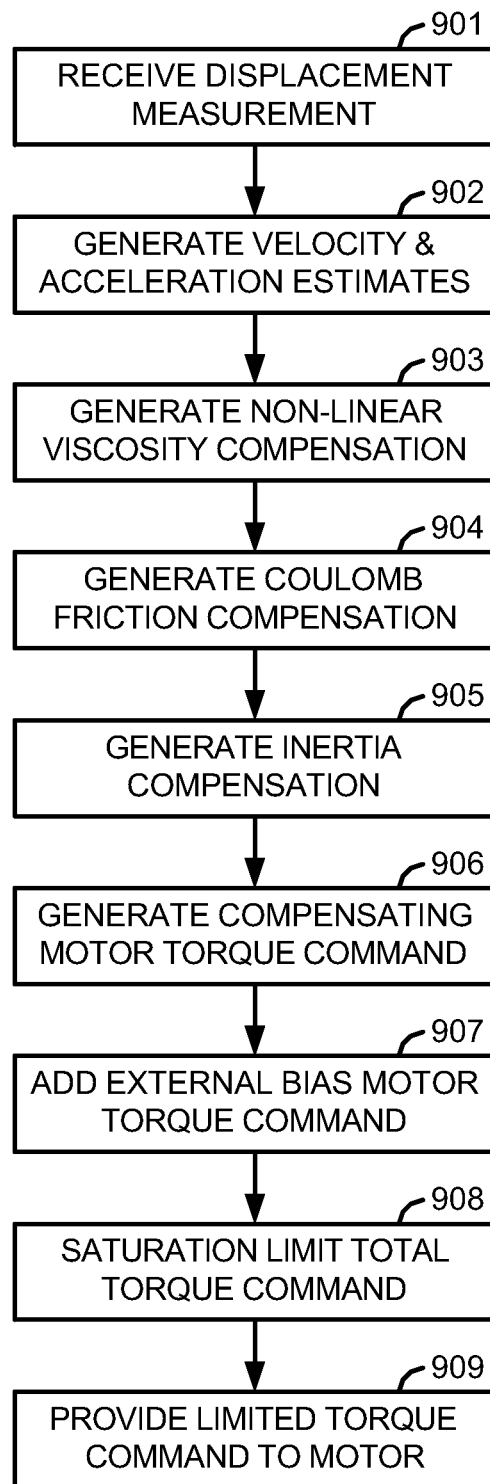 901
RECEIVE DISPLACEMENT
MEASUREMENT
902
GENERATE VELOCITY &
ACCELERATION ESTIMATES
903
GENERATE NON-LINEAR
VISCOSITY COMPENSATION
904
GENERATE COULOMB
FRICTION COMPENSATION
905
GENERATE INERTIA
COMPENSATION
906
GENERATE COMPENSATING
MOTOR TORQUE COMMAND
907
ADD EXTERNAL BIAS MOTOR
TORQUE COMMAND
908
SATURATION LIMIT TOTAL
TORQUE COMMAND
909
PROVIDE LIMITED TORQUE
COMMAND TO MOTOR